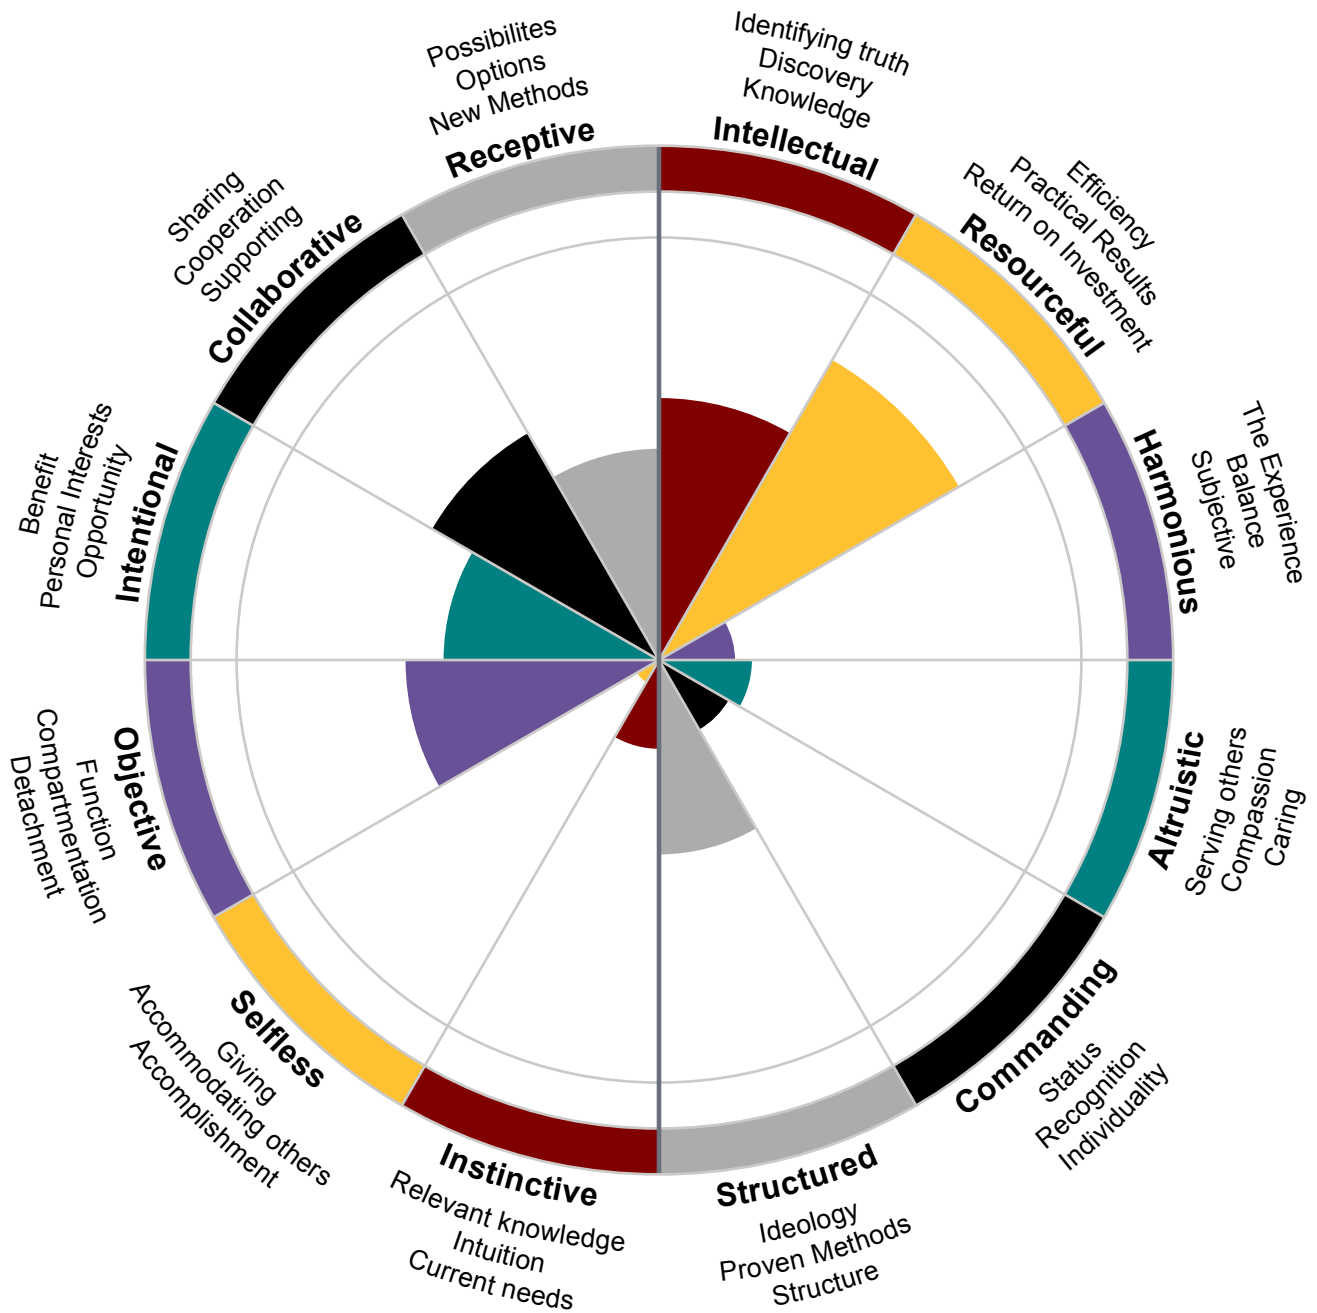 Possibilites
Options
New Methods
Receptive
Identifying truth
Discovery
Knowledge
Intellectual
Efficiency
Practical Results
Return on Investment
Resourceful
The Experience
Balance
Subjective
Harmonious
Altruistic
Serving others
Compassion
Caring
Commanding
Status
Recognition
Individuality
Structured
Ideology
Proven Methods
Structure
Instinctive
Relevant knowledge
Intuition
Current needs
Selfless
Giving
Accommodating others
Accomplishment
Objective
Function
Compartmentation
Detachment
Benefit
Personal Interests
Opportunity
Intentional
Sharing
Cooperation
Supporting
Collaborative